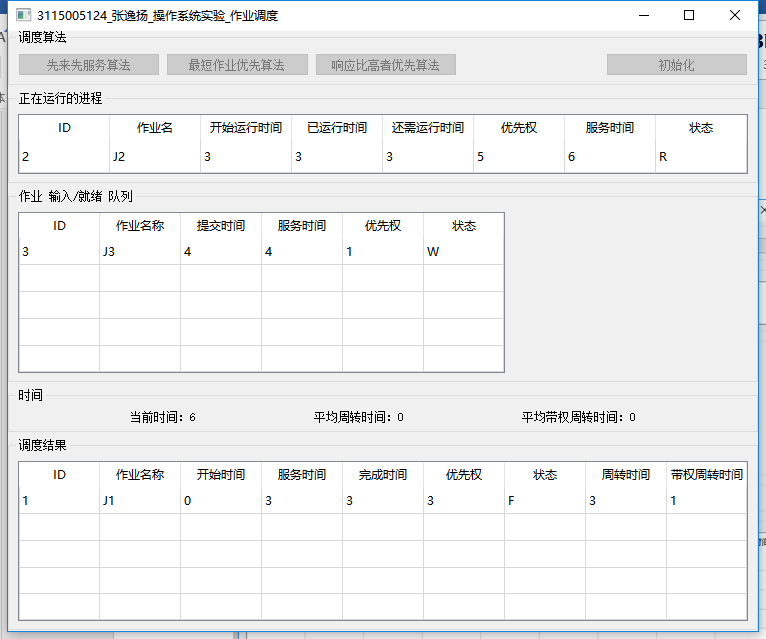 3115005124_张逸扬_操作系统实验_作业调度
调度算法
先来先服务算法 最短作业优先算法 响应比高者优先算法 初始化
正在运行的进程
ID 作业名 开始运行时间 已运行时间 还需运行时间 优先权 服务时间 状态
2 J2 3 3 3 5 6 R
作业 输入/就绪 队列
ID 作业名称 提交时间 服务时间 优先权 状态
3 J3 4 4 1 W
时间
当前时间：6 平均周转时间：0 平均带权周转时间：0
调度结果
ID 作业名称 开始时间 服务时间 完成时间 优先权 状态 周转时间 带权周转时间
1 J1 0 3 3 3 F 3 1